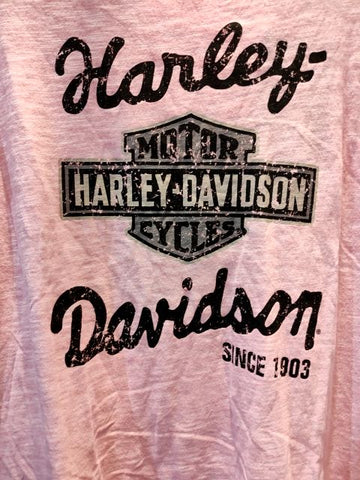 Harley-
MOTOR
HARLEY-DAVIDSON
CYCLES
Davidson
SINCE 1903